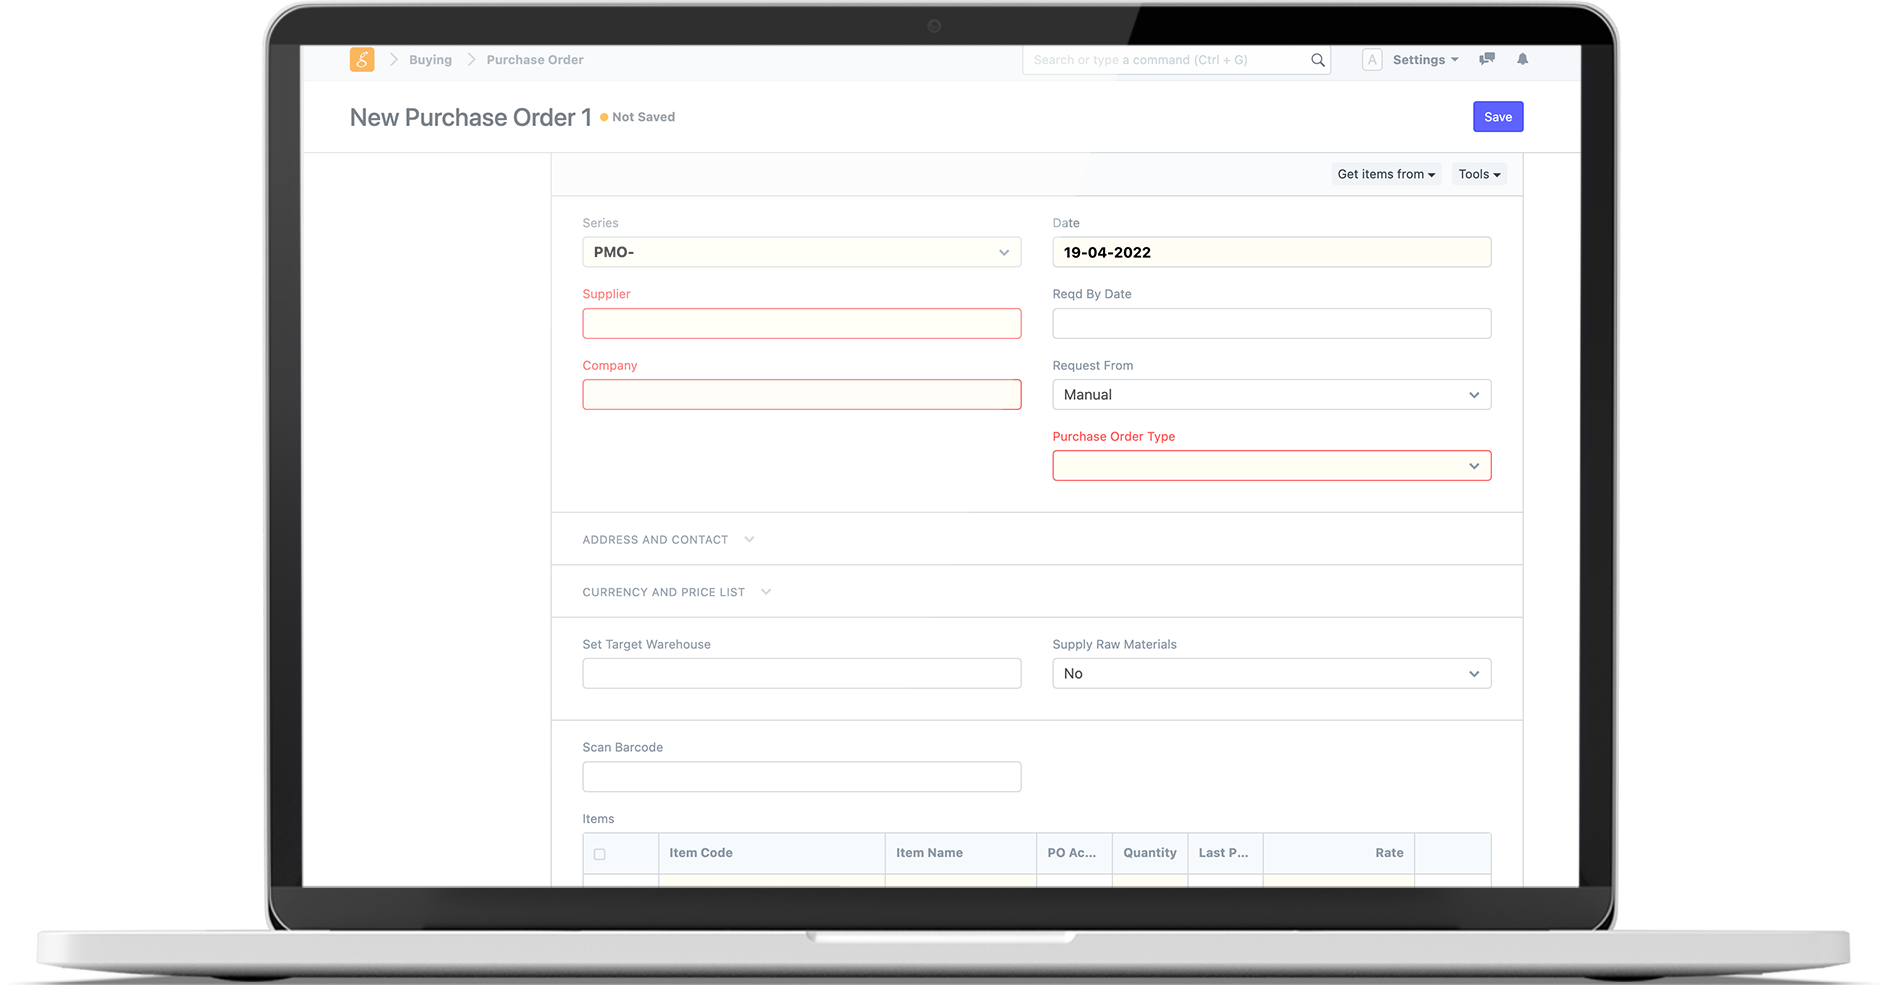 Buying
Purchase Order
Search or type a command (Ctrl + G)
A
Settings
New Purchase Order 1
Not Saved
Save
Get items from
Tools
Series
Date
PMO-
19-04-2022
Supplier
Reqd By Date
Company
Request From
Manual
Purchase Order Type
ADDRESS AND CONTACT
CURRENCY AND PRICE LIST
Set Target Warehouse
Supply Raw Materials
No
Scan Barcode
Items
Item Code
Item Name
PO Ac...
Quantity
Last P...
Rate